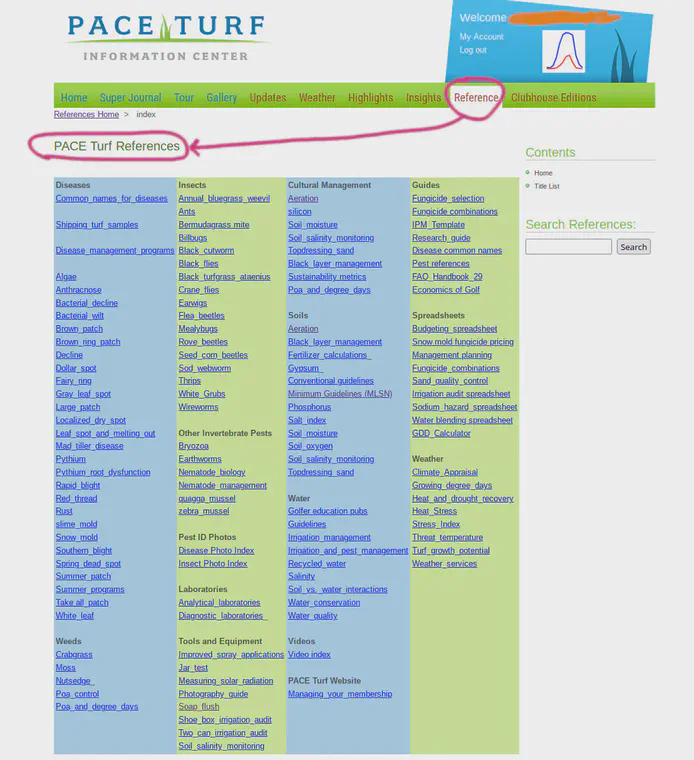 PACE TURF
INFORMATION CENTER
Welcome
My Account
Log out
Home Super Journal Tour Gallery Updates Weather Highlights Insights Reference Clubhouse Editions
References Home > index
PACE Turf References
Contents
Home
Title List
Search References:
Search
Diseases
Common_names_for_diseases
Shipping_turf_samples
Disease_management_programs
Algae
Anthracnose
Bacterial_decline
Bacterial_wilt
Brown_patch
Brown_ring_patch
Decline
Dollar_spot
Fairy_ring
Gray_leaf_spot
Large_patch
Localized_dry_spot
Leaf_spot_and_melting_out
Mad_tiller_disease
Pythium
Pythium_root_dysfunction
Rapid_blight
Red_thread
Rust
slime_mold
Snow_mold
Southern_blight
Spring_dead_spot
Summer_patch
Summer_programs
Take all_patch
White_leaf
Weeds
Crabgrass
Moss
Nutsedge_
Poa_control
Poa_and_degree_days
Insects
Annual_bluegrass_weevil
Ants
Bermudagrass mite
Billbugs
Black_cutworm
Black_flies
Black_turfgrass_ataenius
Crane_flies
Earwigs
Flea_beetles
Mealybugs
Rove_beetles
Seed_corn_beetles
Sod_webworm
Thrips
White_Grubs
Wireworms
Other Invertebrate Pests
Bryozoa
Earthworms
Nematode_biology
Nematode_management
quagga_mussel
zebra_mussel
Pest ID Photos
Disease Photo Index
Insect Photo Index
Laboratories
Analytical_laboratories
Diagnostic_laboratories_
Tools and Equipment
Improved_spray_applications
Jar_test
Measuring_solar_radiation
Photography_guide
Soap_flush
Shoe_box_irrigation_audit
Two_can_irrigation_audit
Soil_salinity_monitoring
Cultural Management
Aeration
silicon
Soil_moisture
Soil_salinity_monitoring
Topdressing_sand
Black_layer_management
Sustainability metrics
Poa_and_degree_days
Soils
Aeration
Black_layer_management
Fertilizer_calculations_
Gypsum_
Conventional guidelines
Minimum Guidelines (MLSN)
Phosphorus
Salt_index
Soil_moisture
Soil_oxygen
Soil_salinity_monitoring
Topdressing_sand
Water
Golfer education pubs
Guidelines
Irrigation_management
Irrigation_and_pest_management
Recycled_water
Salinity
Soil_vs._water_interactions
Water_conservation
Water_quality
Videos
Video index
PACE Turf Website
Managing_your_membership
Guides
Fungicide_selection
Fungicide combinations
IPM_Template
Research_guide
Disease common names
Pest references
FAO_Handbook_29
Economics of Golf
Spreadsheets
Budgeting_spreadsheet
Snow mold fungicide pricing
Management planning
Fungicide_combinations
Sand_quality_control
Irrigation audit spreadsheet
Sodium_hazard_spreadsheet
Water blending spreadsheet
GDD_Calculator
Weather
Climate_Appraisal
Growing_degree_days
Heat_and_drought_recovery
Heat_Stress
Stress_Index
Threat_temperature
Turf_growth_potential
Weather_services